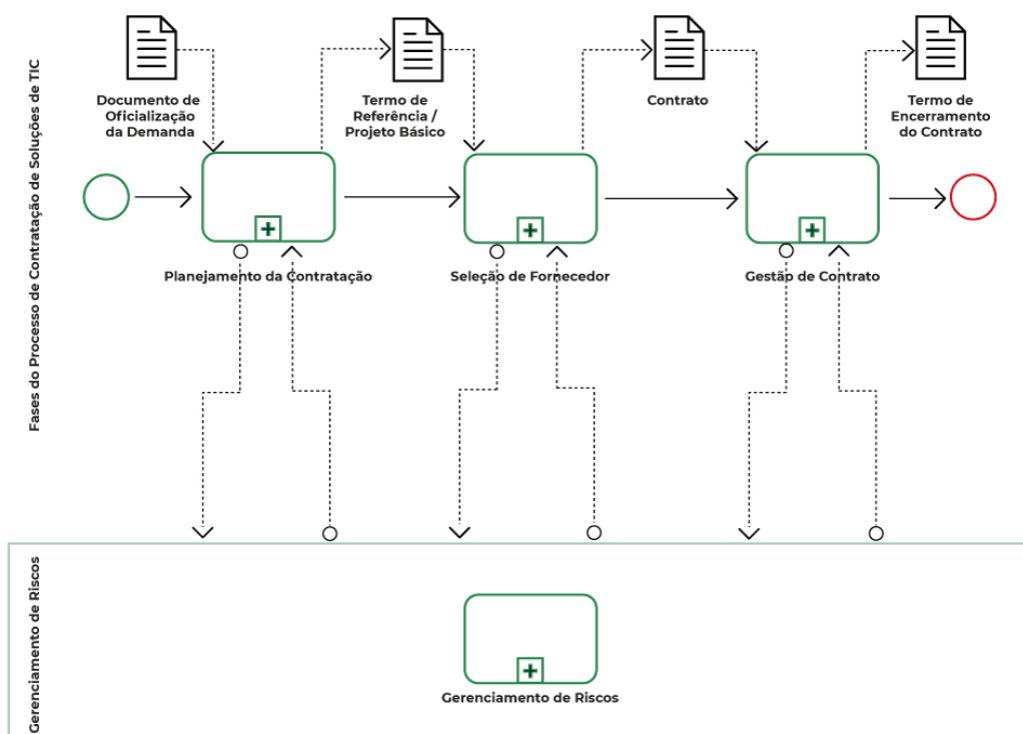 Fases do Processo de Contratação de Soluções de TIC
Documento de
Oficialização
da Demanda
Termo de
Referência /
Projeto Básico
Contrato
Termo de
Encerramento
do Contrato
Planejamento da Contratação
Seleção de Fornecedor
Gestão de Contrato
Gerenciamento de Riscos
Gerenciamento de Riscos